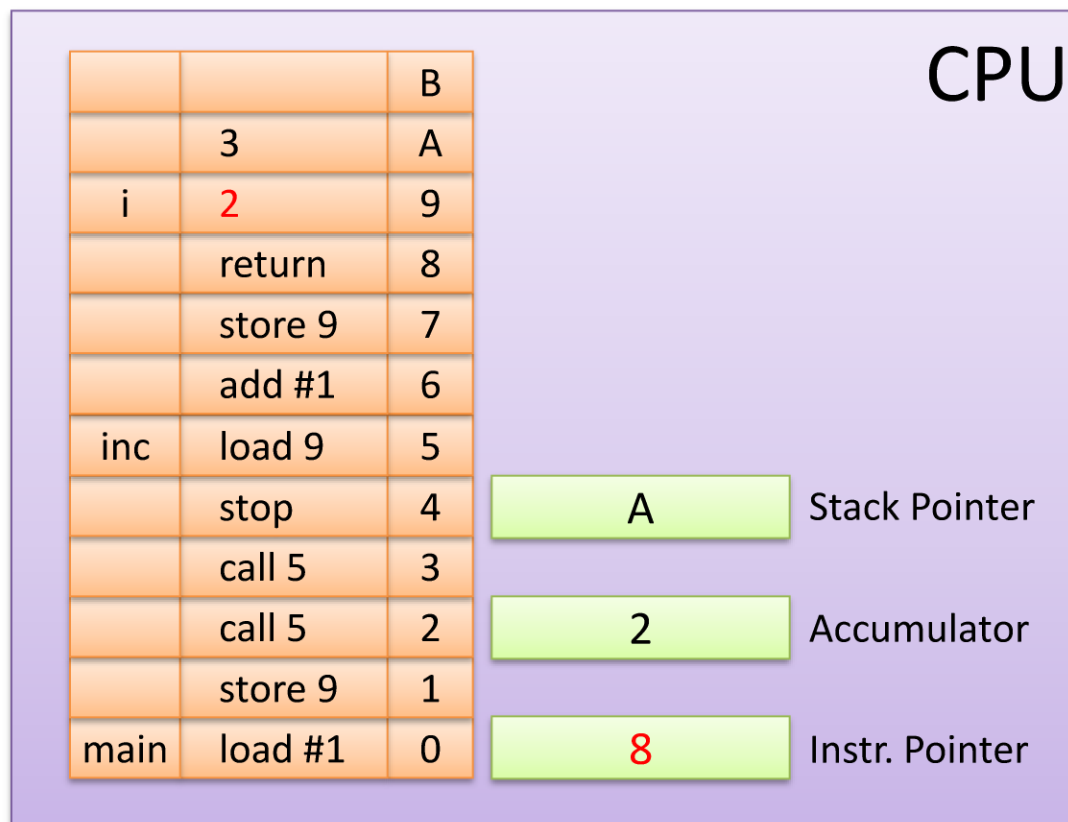 CPU
B
3 A
i 2 9
return 8
store 9 7
add #1 6
inc load 9 5
stop 4 A Stack Pointer
call 5 3
call 5 2 2 Accumulator
store 9 1
main load #1 0 8 Instr. Pointer